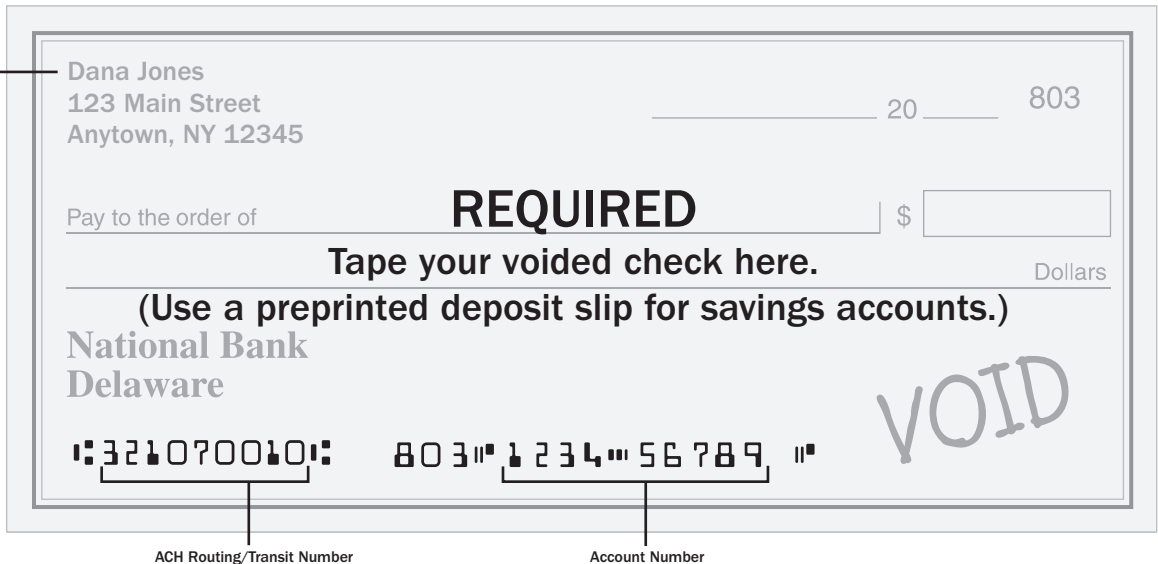 Dana Jones
123 Main Street
Anytown, NY 12345
20 803
Pay to the order of REQUIRED $
Tape your voided check here.
Dollars
(Use a preprinted deposit slip for savings accounts.)
National Bank
Delaware
VOID
⑆321070010⑆ 803⑈1234⑉56789 ⑈
ACH Routing/Transit Number Account Number